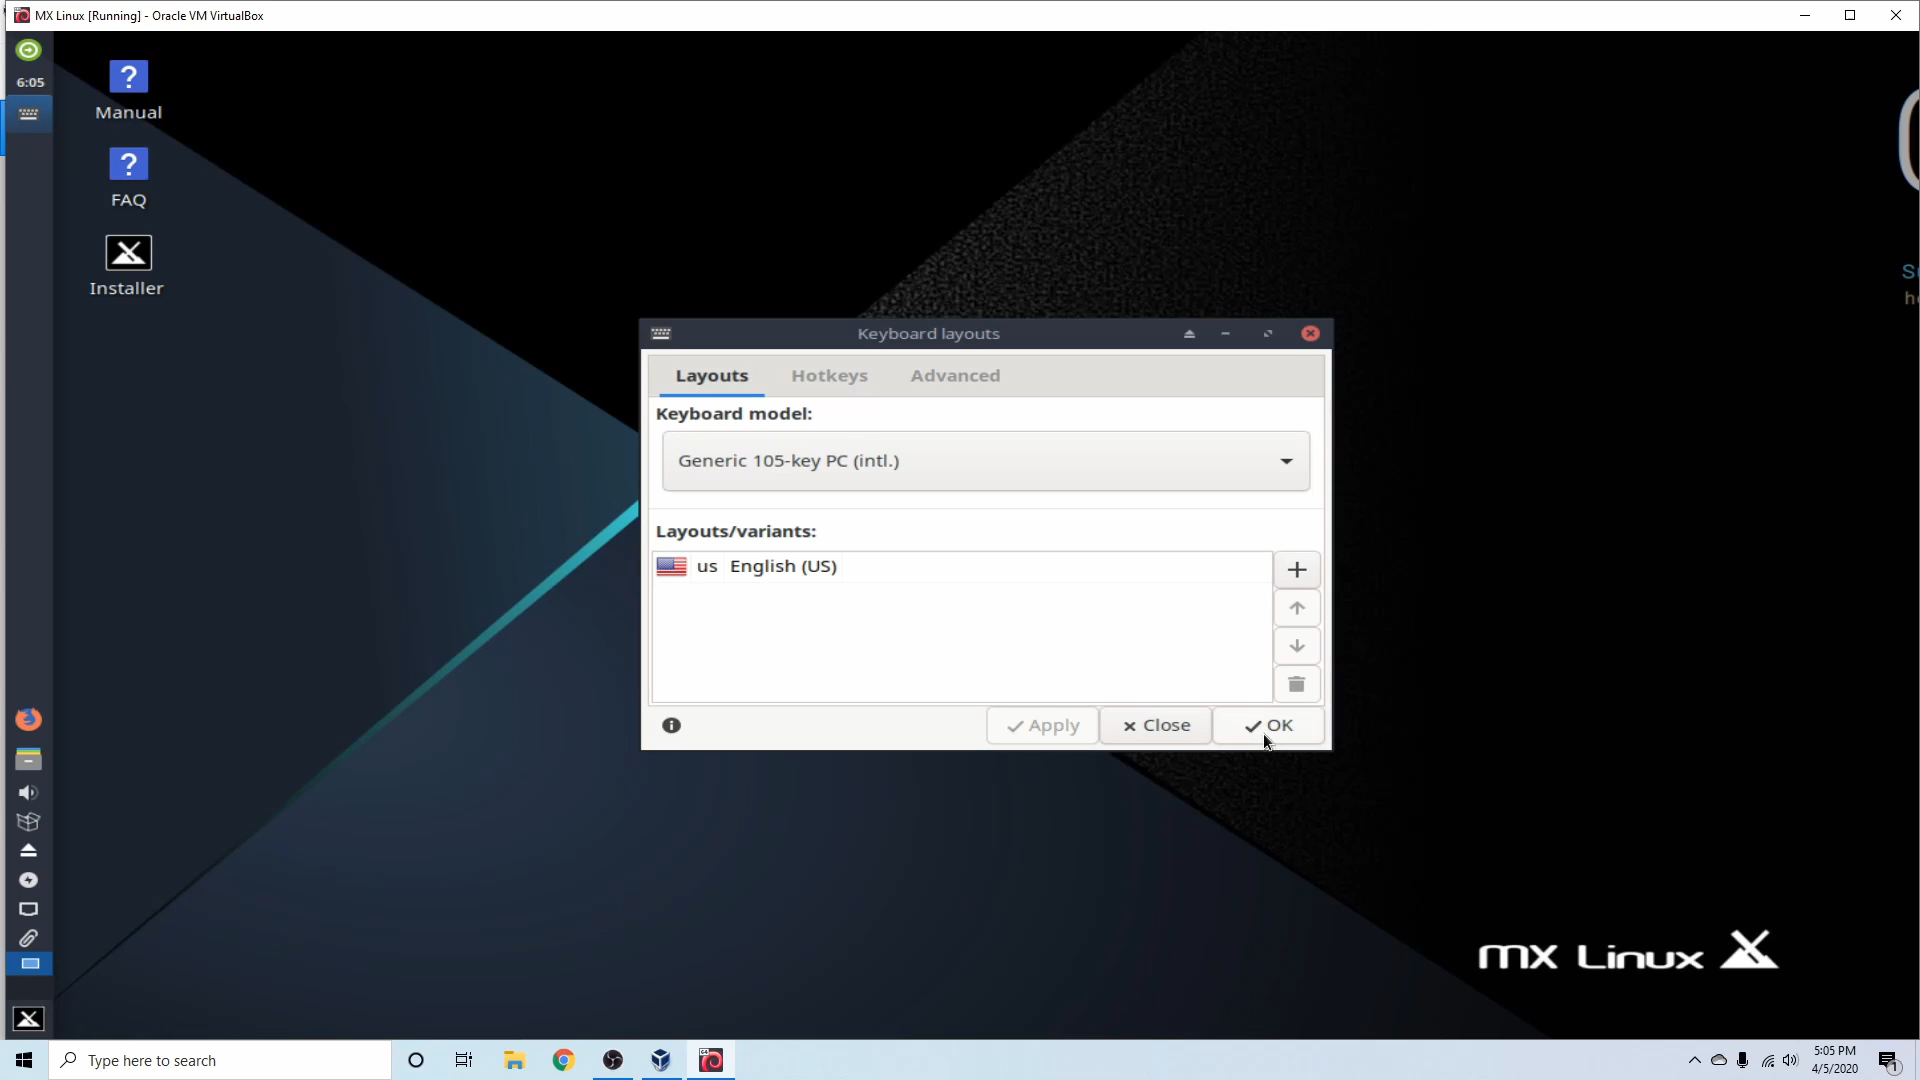 MX Linux [Running] - Oracle VM VirtualBox
6:05
Manual
FAQ
Installer
Keyboard layouts
Layouts
Hotkeys
Advanced
Keyboard model:
Generic 105-key PC (intl.)
Layouts/variants:
us English (US)
Apply
Close
OK
mx Linux
Type here to search
64
5:05 PM
4/5/2020
1